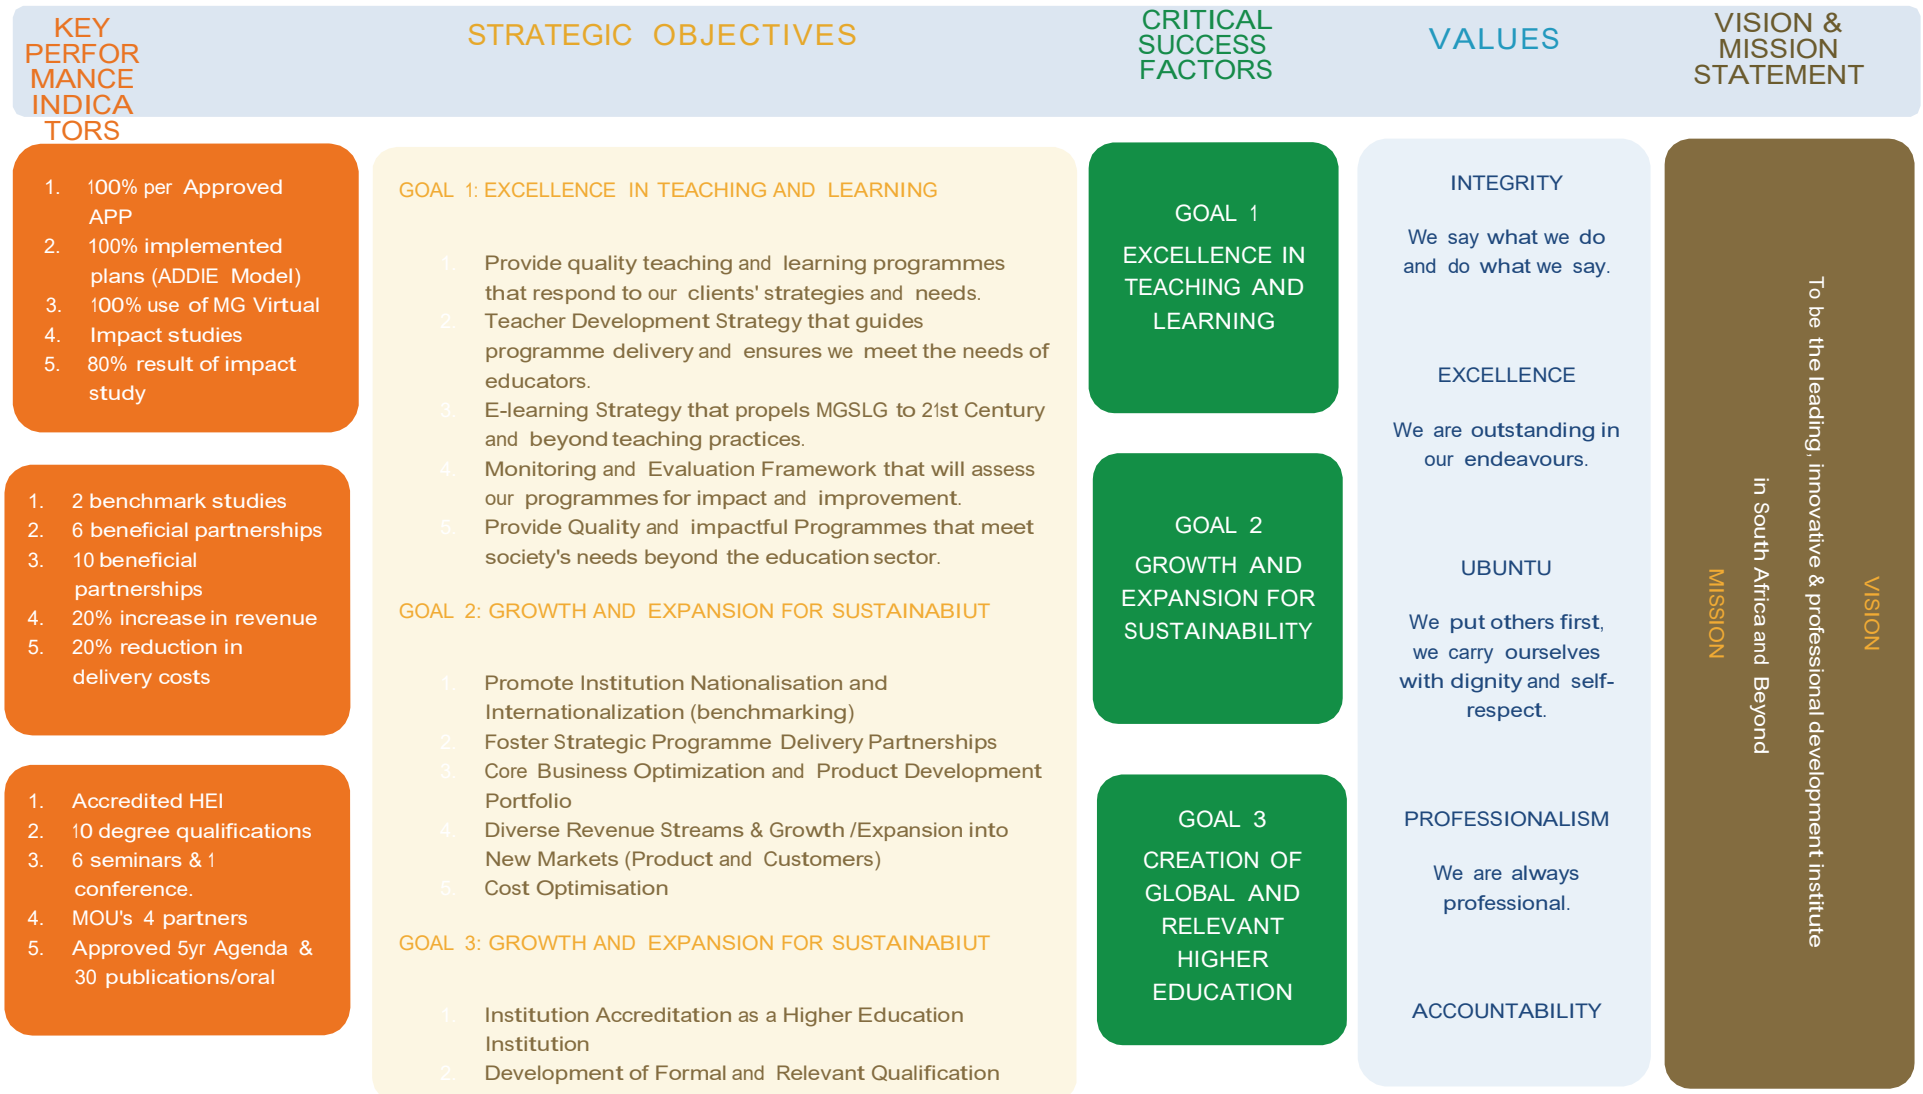 KEY
PERFOR
MANCE
INDICA
TORS
STRATEGIC OBJECTIVES
CRITICAL
SUCCESS
FACTORS
VALUES
VISION &
MISSION
STATEMENT
1. 100% per Approved
APP
2. 100% implemented
plans (ADDIE Model)
3. 100% use of MG Virtual
4. Impact studies
5. 80% result of impact
study
1. 2 benchmark studies
2. 6 beneficial partnerships
3. 10 beneficial
partnerships
4. 20% increase in revenue
5. 20% reduction in
delivery costs
1. Accredited HEI
2. 10 degree qualifications
3. 6 seminars & 1
conference.
4. MOU's 4 partners
5. Approved 5yr Agenda &
30 publications/oral
GOAL 1: EXCELLENCE IN TEACHING AND LEARNING
1. Provide quality teaching and learning programmes
that respond to our clients' strategies and needs.
2. Teacher Development Strategy that guides
programme delivery and ensures we meet the needs of
educators.
3. E-learning Strategy that propels MGSLG to 21st Century
and beyond teaching practices.
4. Monitoring and Evaluation Framework that will assess
our programmes for impact and improvement.
5. Provide Quality and impactful Programmes that meet
society's needs beyond the education sector.
GOAL 2: GROWTH AND EXPANSION FOR SUSTAINABIUT
1. Promote Institution Nationalisation and
Internationalization (benchmarking)
2. Foster Strategic Programme Delivery Partnerships
3. Core Business Optimization and Product Development
Portfolio
4. Diverse Revenue Streams & Growth /Expansion into
New Markets (Product and Customers)
5. Cost Optimisation
GOAL 3: GROWTH AND EXPANSION FOR SUSTAINABIUT
1. Institution Accreditation as a Higher Education
Institution
2. Development of Formal and Relevant Qualification
GOAL 1
EXCELLENCE IN
TEACHING AND
LEARNING
GOAL 2
GROWTH AND
EXPANSION FOR
SUSTAINABILITY
GOAL 3
CREATION OF
GLOBAL AND
RELEVANT
HIGHER
EDUCATION
INTEGRITY
We say what we do
and do what we say.
EXCELLENCE
We are outstanding in
our endeavours.
UBUNTU
We put others first,
we carry ourselves
with dignity and self-
respect.
PROFESSIONALISM
We are always
professional.
ACCOUNTABILITY
VISION
To be the leading, innovative & professional development institute
in South Africa and Beyond
MISSION